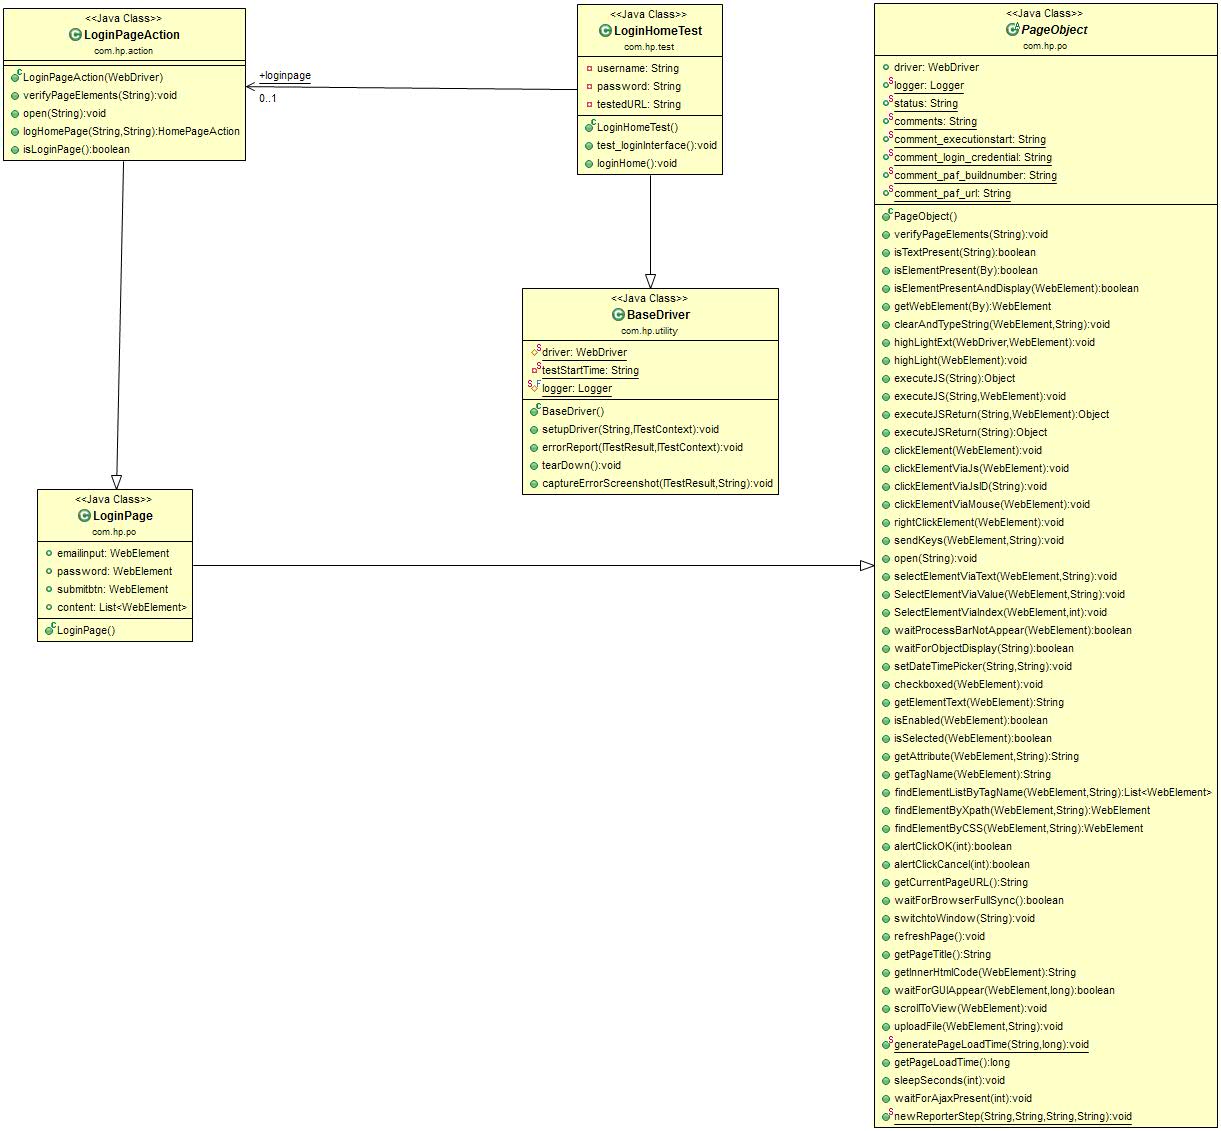 <<Java Class>>
LoginPageAction
com.hp.action
LoginPageAction(WebDriver)
verifyPageElements(String):void
open(String):void
logHomePage(String,String):HomePageAction
isLoginPage():boolean
+loginpage
0..1
<<Java Class>>
LoginHomeTest
com.hp.test
username: String
password: String
testedURL: String
LoginHomeTest()
test_loginInterface():void
loginHome():void
<<Java Class>>
BaseDriver
com.hp.utility
driver: WebDriver
testStartTime: String
logger: Logger
BaseDriver()
setupDriver(String,ITestContext):void
errorReport(ITestResult,ITestContext):void
tearDown():void
captureErrorScreenshot(ITestResult,String):void
<<Java Class>>
LoginPage
com.hp.po
emailinput: WebElement
password: WebElement
submitbtn: WebElement
content: List<WebElement>
LoginPage()
<<Java Class>>
PageObject
com.hp.po
driver: WebDriver
logger: Logger
status: String
comments: String
comment_executionstart: String
comment_login_credential: String
comment_paf_buildnumber: String
comment_paf_url: String
PageObject()
verifyPageElements(String):void
isTextPresent(String):boolean
isElementPresent(By):boolean
isElementPresentAndDisplay(WebElement):boolean
getWebElement(By):WebElement
clearAndTypeString(WebElement,String):void
highLightExt(WebDriver,WebElement):void
highLight(WebElement):void
executeJS(String):Object
executeJS(String,WebElement):void
executeJSReturn(String,WebElement):Object
executeJSReturn(String):Object
clickElement(WebElement):void
clickElementViaJs(WebElement):void
clickElementViaJsID(String):void
clickElementViaMouse(WebElement):void
rightClickElement(WebElement):void
sendKeys(WebElement,String):void
open(String):void
selectElementViaText(WebElement,String):void
SelectElementViaValue(WebElement,String):void
SelectElementViaIndex(WebElement,int):void
waitProcessBarNotAppear(WebElement):boolean
waitForObjectDisplay(String):boolean
setDateTimePicker(String,String):void
checkboxed(WebElement):void
getElementText(WebElement):String
isEnabled(WebElement):boolean
isSelected(WebElement):boolean
getAttribute(WebElement,String):String
getTagName(WebElement):String
findElementListByTagName(WebElement,String):List<WebElement>
findElementByXpath(WebElement,String):WebElement
findElementByCSS(WebElement,String):WebElement
alertClickOK(int):boolean
alertClickCancel(int):boolean
getCurrentPageURL():String
waitForBrowserFullSync():boolean
switchtoWindow(String):void
refreshPage():void
getPageTitle():String
getInnerHtmlCode(WebElement):String
waitForGUIAppear(WebElement,long):boolean
scrollToView(WebElement):void
uploadFile(WebElement,String):void
generatePageLoadTime(String,long):void
getPageLoadTime():long
sleepSeconds(int):void
waitForAjaxPresent(int):void
newReporterStep(String,String,String,String):void